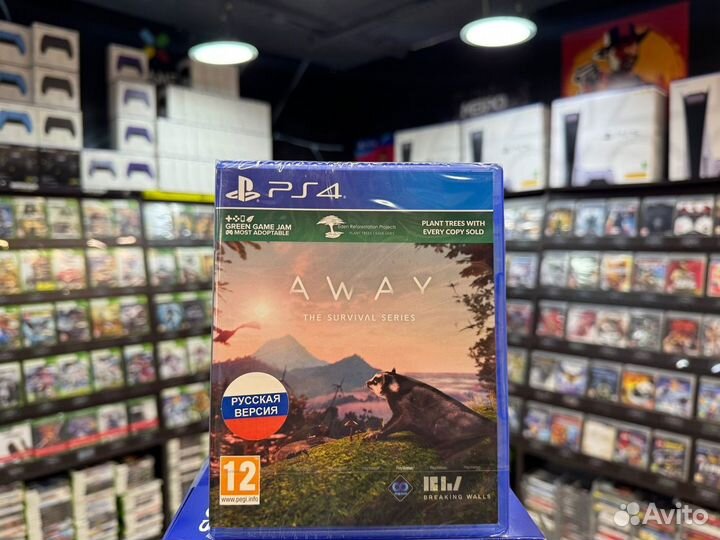 PS4
GREEN GAME JAM
MOST ADOPTABLE
Eden Reforestation Projects
PLANT TREES WITH
EVERY COPY SOLD
AWAY
THE SURVIVAL SERIES
РУССКАЯ
ВЕРСИЯ
12
www.pegi.info
BREAKING WALLS
Avito